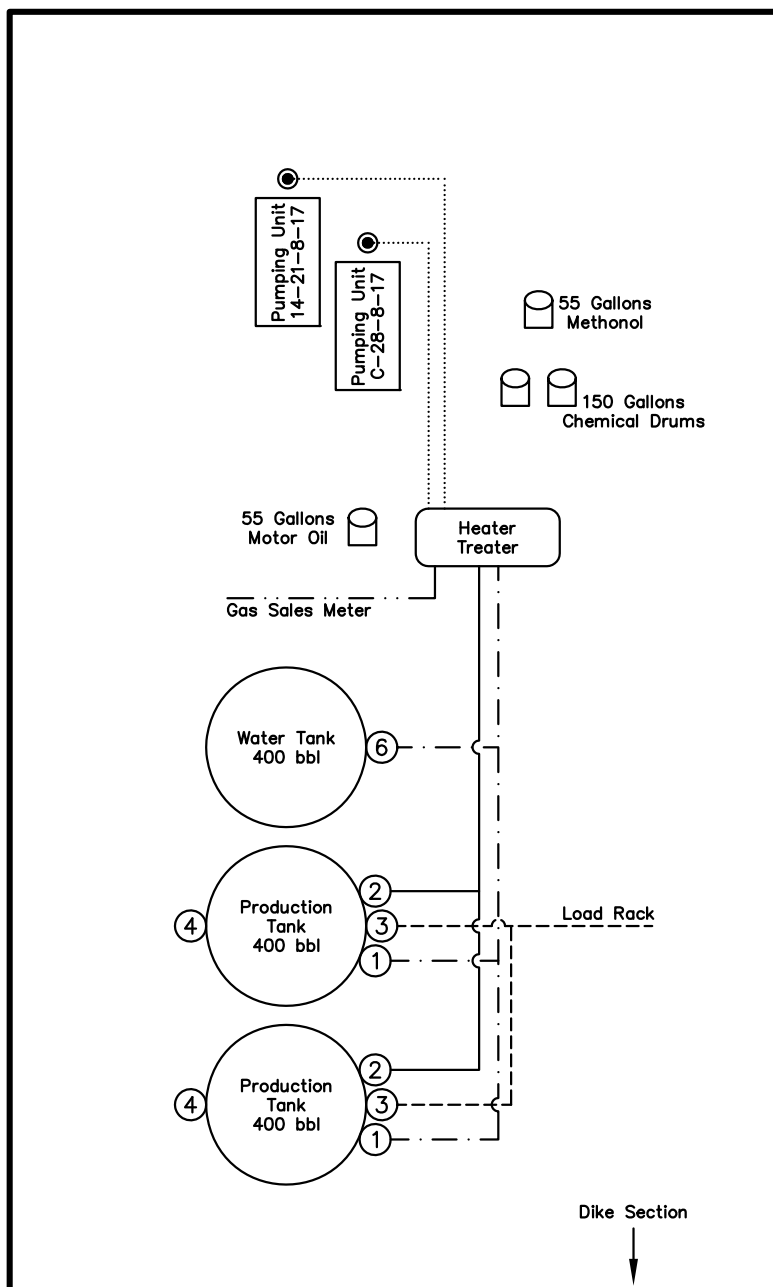 Pumping Unit
14-21-8-17
Pumping Unit
C-28-8-17
55 Gallons
Methonol
150 Gallons
Chemical Drums
55 Gallons
Motor Oil
Heater
Treater
Gas Sales Meter
Water Tank
400 bbl
6
2
Production
Tank
400 bbl
4
3
Load Rack
1
2
Production
Tank
400 bbl
4
3
1
Dike Section